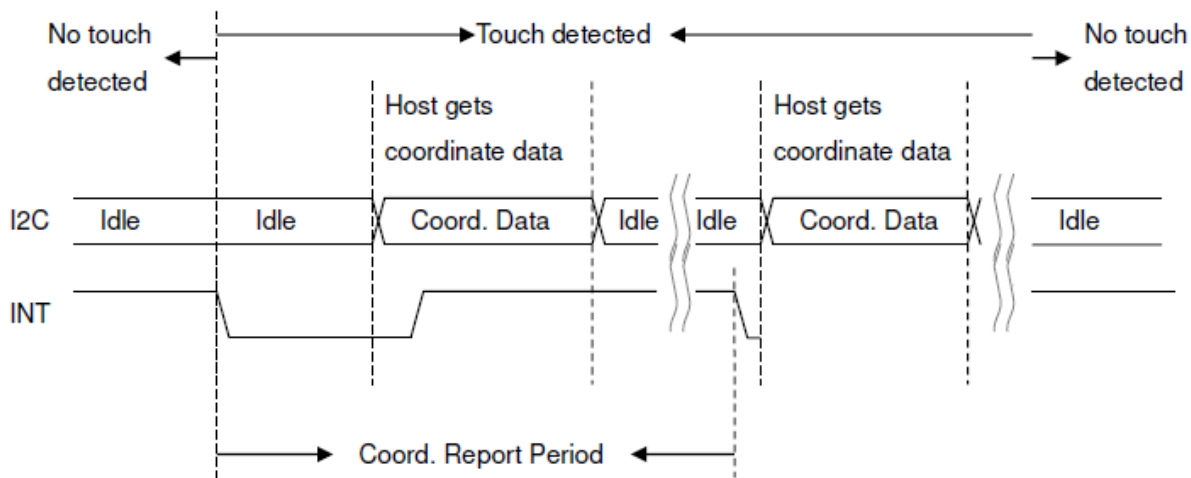 No touch
detected
Touch detected
No touch
detected
Host gets
coordinate data
Host gets
coordinate data
I2C
Idle
Idle
Coord. Data
Idle
Idle
Coord. Data
Idle
INT
Coord. Report Period